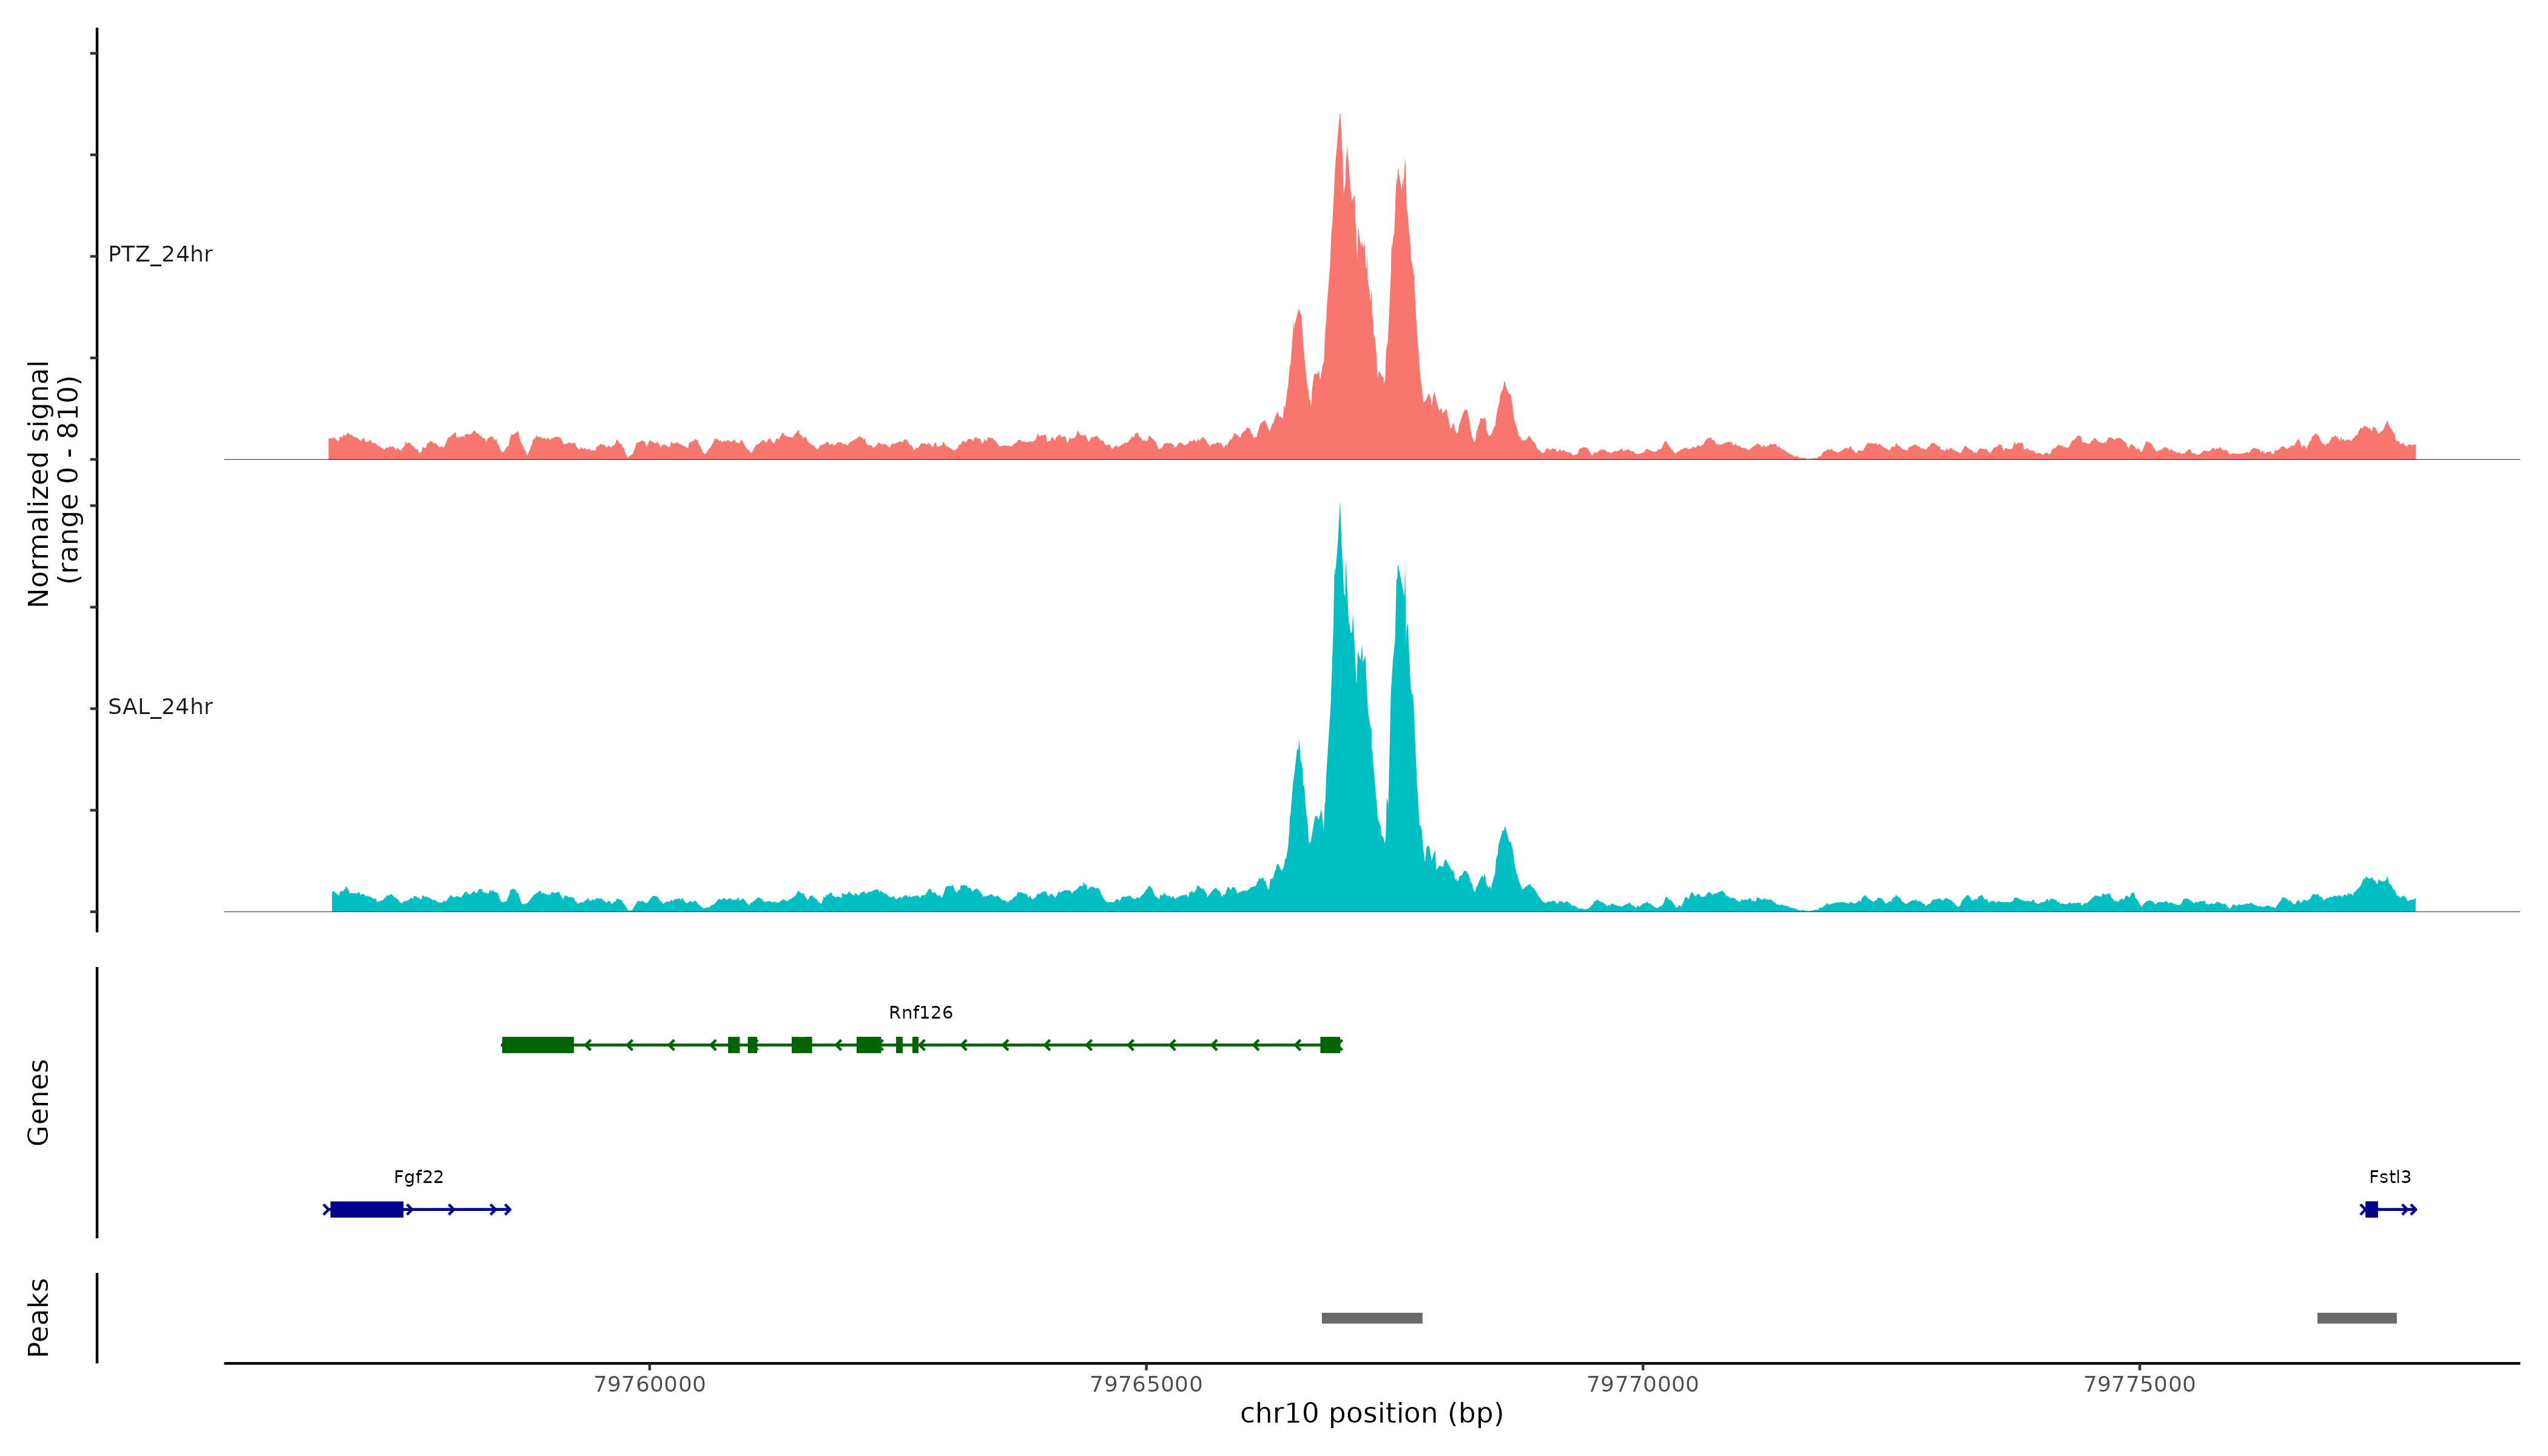 Normalized signal
(range 0 - 810)
PTZ_24hr
SAL_24hr
Genes
Rnf126
Fgf22
Fstl3
Peaks
79760000
79765000
79770000
79775000
chr10 position (bp)